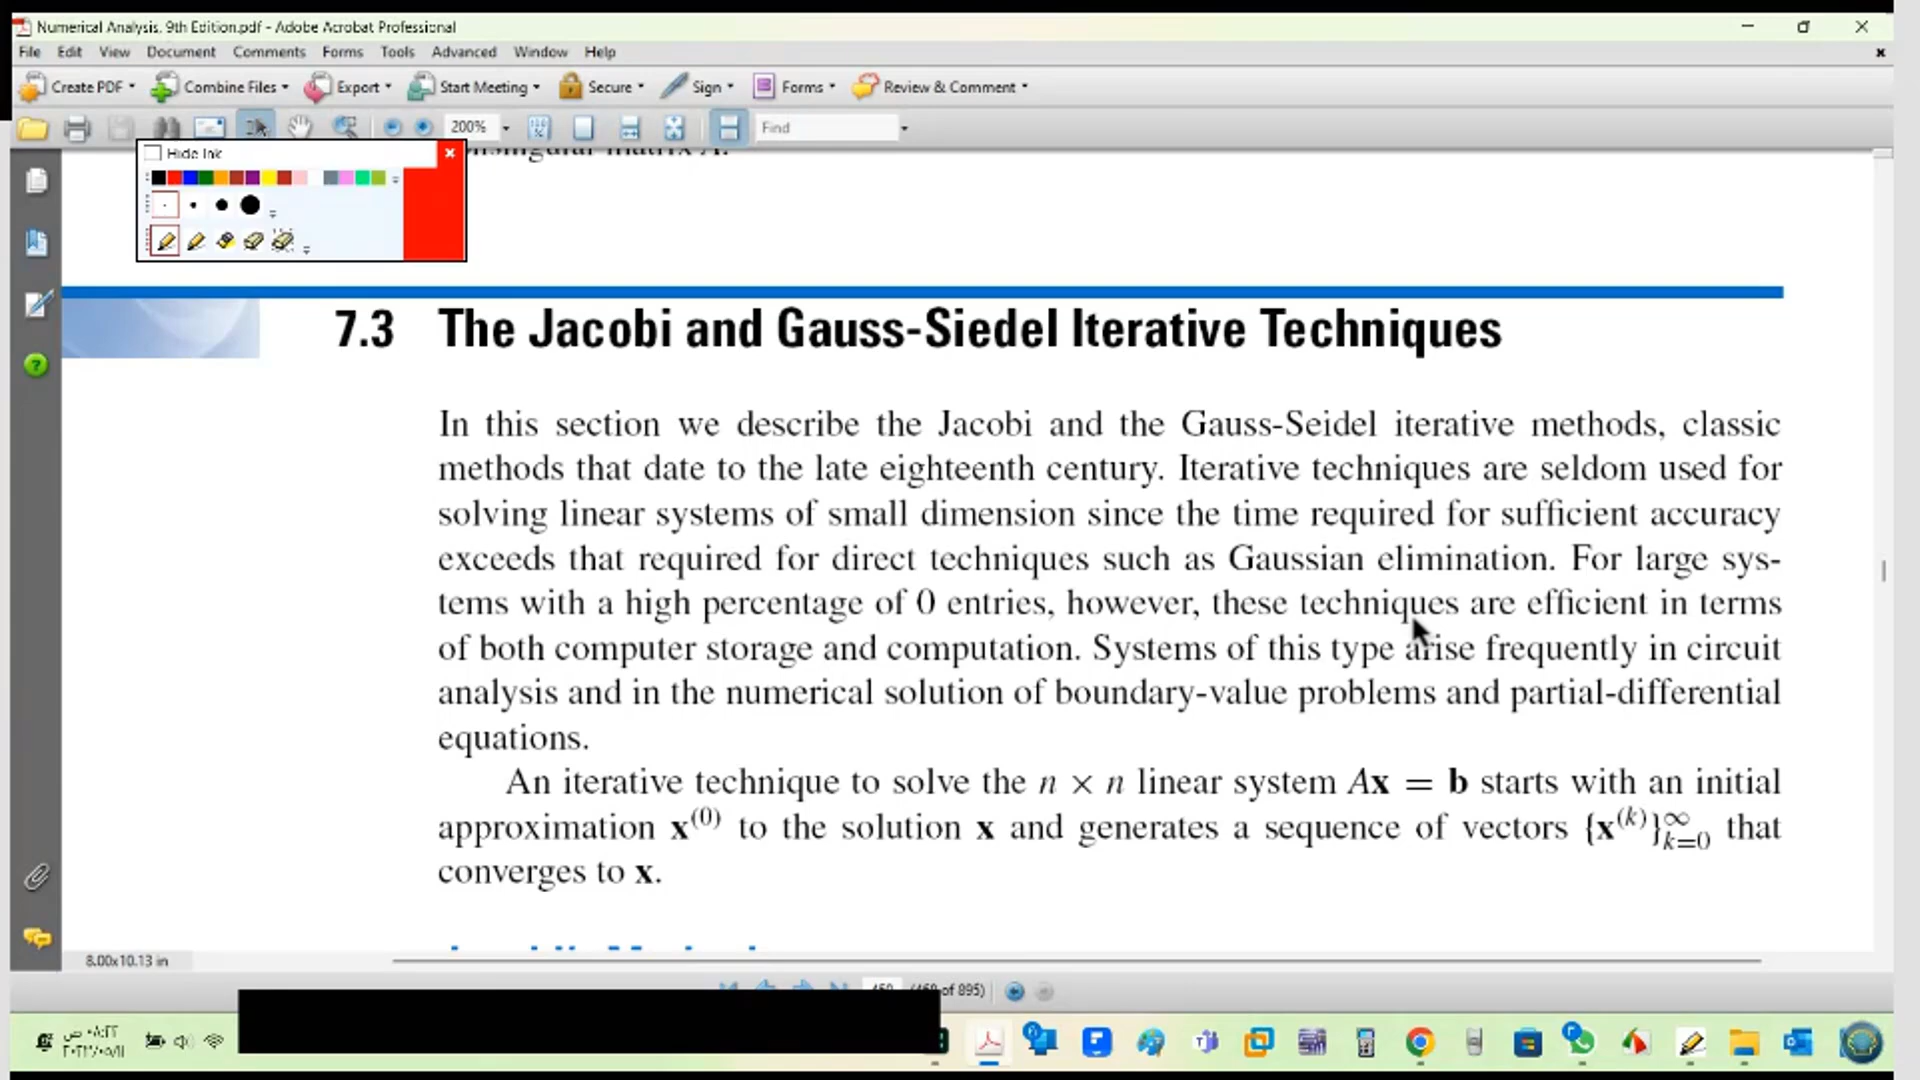 Numerical Analysis, 9th Edition.pdf - Adobe Acrobat Professional
File Edit View Document Comments Forms Tools Advanced Window Help
Create PDF Combine Files Export Start Meeting Secure Sign Forms Review & Comment
200% Find
Hide Ink
7.3 The Jacobi and Gauss-Siedel Iterative Techniques
In this section we describe the Jacobi and the Gauss-Seidel iterative methods, classic
methods that date to the late eighteenth century. Iterative techniques are seldom used for
solving linear systems of small dimension since the time required for sufficient accuracy
exceeds that required for direct techniques such as Gaussian elimination. For large sys-
tems with a high percentage of 0 entries, however, these techniques are efficient in terms
of both computer storage and computation. Systems of this type arise frequently in circuit
analysis and in the numerical solution of boundary-value problems and partial-differential
equations.
An iterative technique to solve the n × n linear system Ax = b starts with an initial
approximation x⁽⁰⁾ to the solution x and generates a sequence of vectors {x⁽ᵏ⁾}∞k=0 that
converges to x.
8.00x10.13 in
of 895)